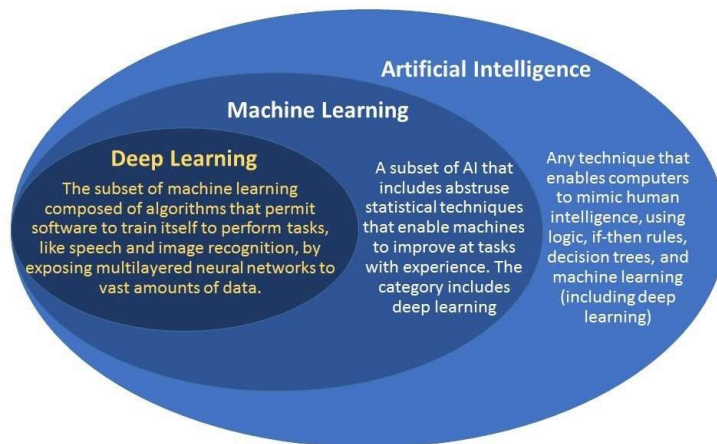 Artificial Intelligence
Machine Learning
Deep Learning
The subset of machine learning
composed of algorithms that permit
software to train itself to perform tasks,
like speech and image recognition, by
exposing multilayered neural networks to
vast amounts of data.
A subset of AI that
includes abstruse
statistical techniques
that enable machines
to improve at tasks
with experience. The
category includes
deep learning
Any technique that
enables computers
to mimic human
intelligence, using
logic, if-then rules,
decision trees, and
machine learning
(including deep
learning)